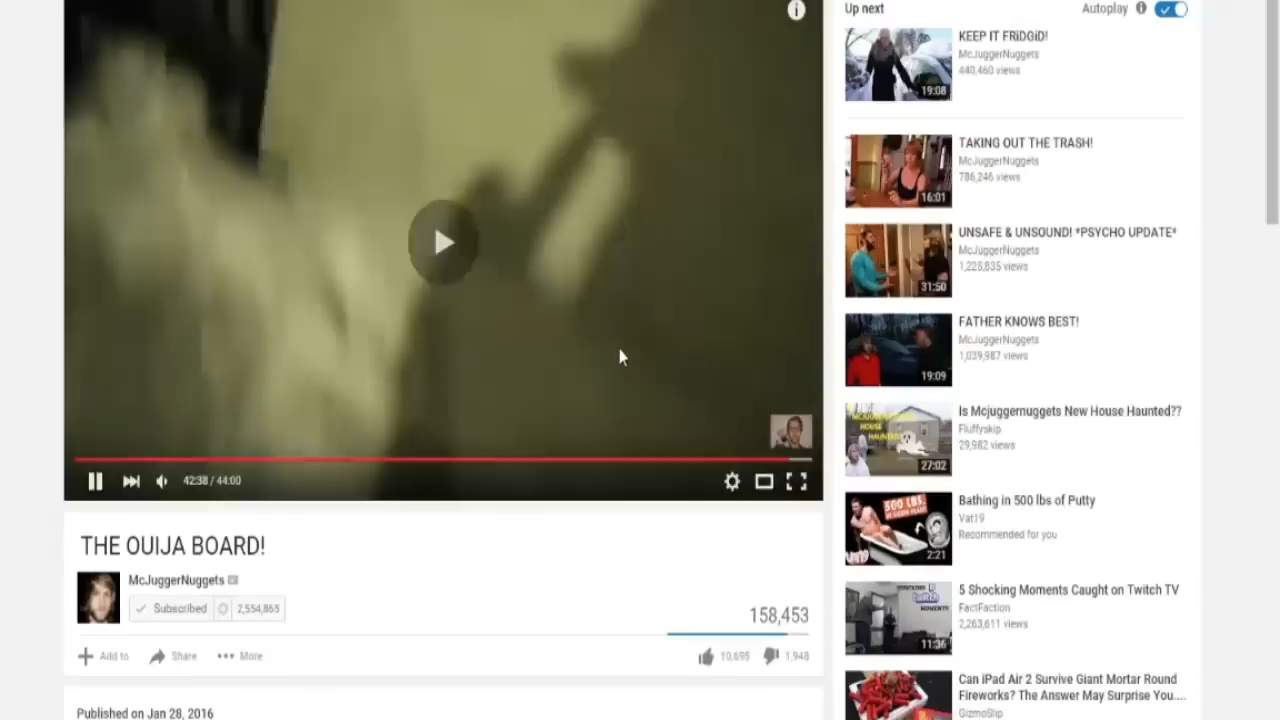 Up next
Autoplay
KEEP IT FRiDGiD!
McJuggerNuggets
440,460 views
19:08
TAKING OUT THE TRASH!
McJuggerNuggets
786,246 views
16:01
UNSAFE & UNSOUND! *PSYCHO UPDATE*
McJuggerNuggets
1,225,835 views
31:50
FATHER KNOWS BEST!
McJuggerNuggets
1,039,987 views
19:09
Is Mcjuggernuggets New House Haunted??
Fluffyskip
29,982 views
HOUSE
27:02
Bathing in 500 lbs of Putty
Vat19
Recommended for you
500 LBS.
2:21
5 Shocking Moments Caught on Twitch TV
FactFaction
2,263,611 views
11:36
Can iPad Air 2 Survive Giant Mortar Round
Fireworks? The Answer May Surprise You....
GizmoSlip
42:38 / 44:00
THE OUIJA BOARD!
McJuggerNuggets
Subscribed 2,554,865
158,453
Add to Share More
10,695 1,948
Published on Jan 28, 2016